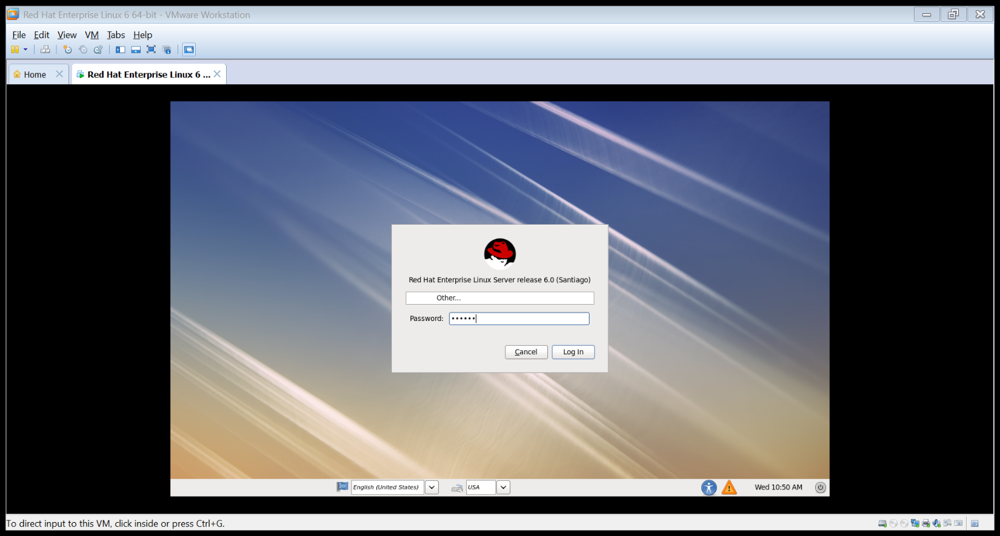 Red Hat Enterprise Linux 6 64-bit - VMware Workstation
File Edit View VM Tabs Help
Home Red Hat Enterprise Linux 6 ...
Red Hat Enterprise Linux Server release 6.0 (Santiago)
Other...
Password: ••••••
Cancel Log In
English (United States) USA Wed 10:50 AM
To direct input to this VM, click inside or press Ctrl+G.